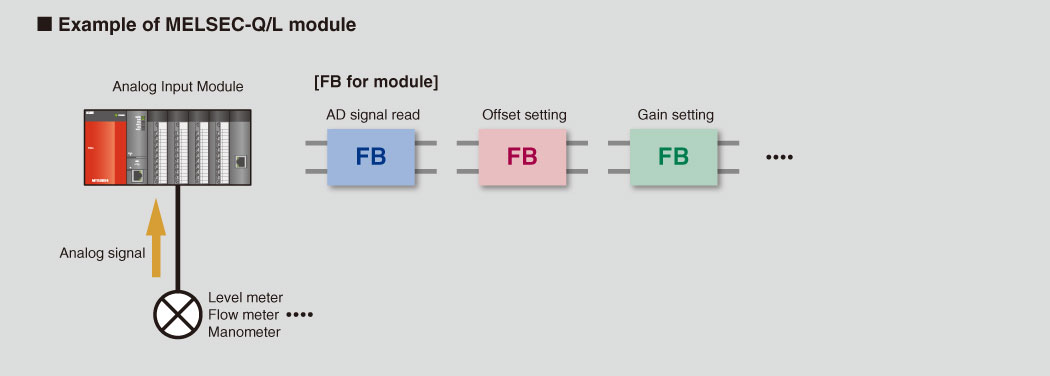 ■ Example of MELSEC-Q/L module
Analog Input Module
[FB for module]
AD signal read
Offset setting
Gain setting
FB
FB
FB
••••
Analog signal
Level meter
Flow meter ••••
Manometer